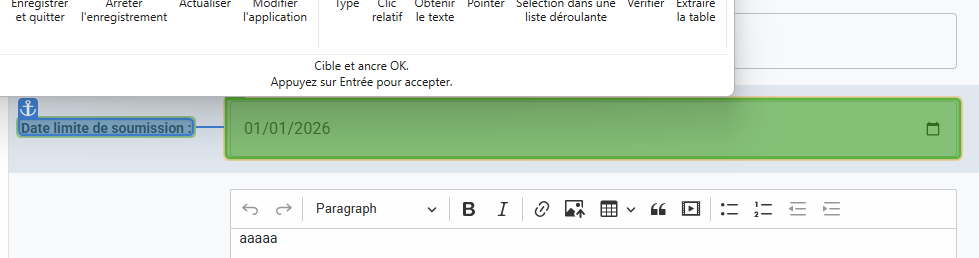 Enregistrer Arrêter Actualiser Modifier Type Clic Obtenir Pointer Sélection dans une Vérifier Extraire
et quitter l'enregistrement l'application relatif le texte liste déroulante la table
Cible et ancre OK.
Appuyez sur Entrée pour accepter.
Date limite de soumission : 01/01/2026
Paragraph B I
aaaaa